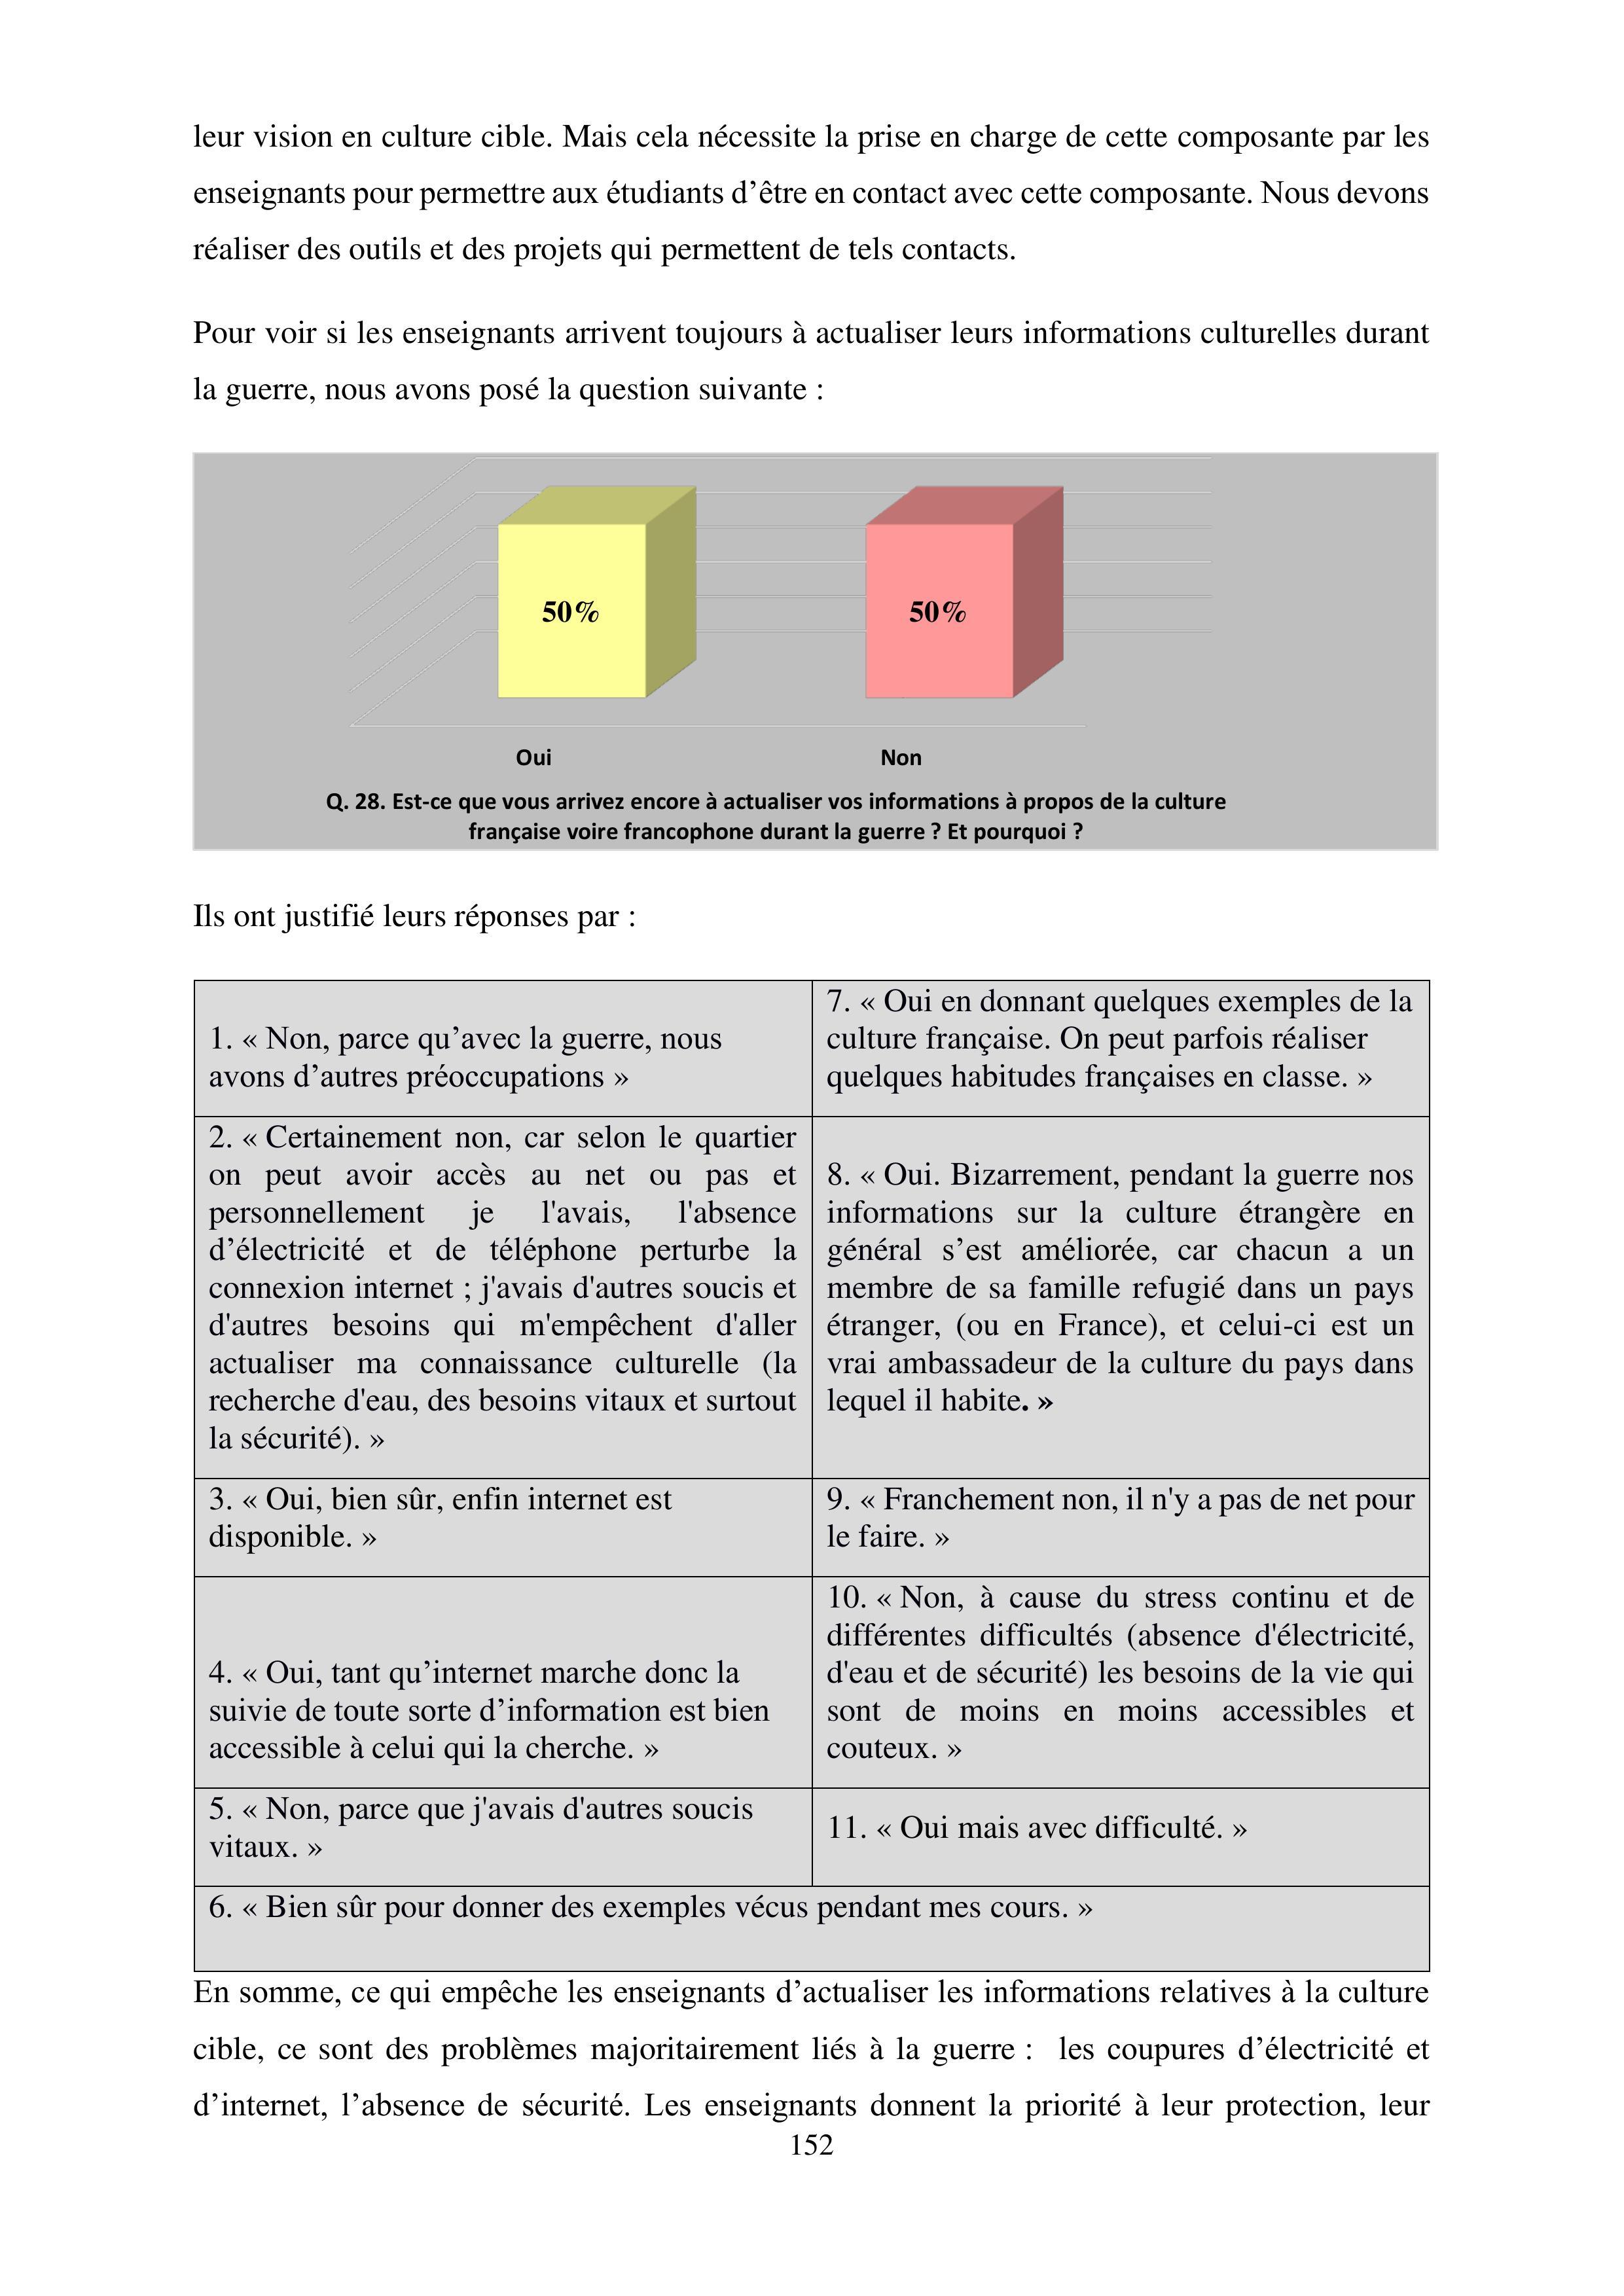 leur vision en culture cible. Mais cela nécessite la prise en charge de cette composante par les
enseignants pour permettre aux étudiants d’être en contact avec cette composante. Nous devons
réaliser des outils et des projets qui permettent de tels contacts.
Pour voir si les enseignants arrivent toujours à actualiser leurs informations culturelles durant
la guerre, nous avons posé la question suivante :
50%
50%
Oui
Non
Q. 28. Est-ce que vous arrivez encore à actualiser vos informations à propos de la culture
française voire francophone durant la guerre ? Et pourquoi ?
Ils ont justifié leurs réponses par :
1. « Non, parce qu’avec la guerre, nous
avons d’autres préoccupations »
7. « Oui en donnant quelques exemples de la
culture française. On peut parfois réaliser
quelques habitudes françaises en classe. »
2. « Certainement non, car selon le quartier
on peut avoir accès au net ou pas et
personnellement je l'avais, l'absence
d’électricité et de téléphone perturbe la
connexion internet ; j'avais d'autres soucis et
d'autres besoins qui m'empêchent d'aller
actualiser ma connaissance culturelle (la
recherche d'eau, des besoins vitaux et surtout
la sécurité). »
8. « Oui. Bizarrement, pendant la guerre nos
informations sur la culture étrangère en
général s’est améliorée, car chacun a un
membre de sa famille refugié dans un pays
étranger, (ou en France), et celui-ci est un
vrai ambassadeur de la culture du pays dans
lequel il habite. »
3. « Oui, bien sûr, enfin internet est
disponible. »
9. « Franchement non, il n'y a pas de net pour
le faire. »
4. « Oui, tant qu’internet marche donc la
suivie de toute sorte d’information est bien
accessible à celui qui la cherche. »
10. « Non, à cause du stress continu et de
différentes difficultés (absence d'électricité,
d'eau et de sécurité) les besoins de la vie qui
sont de moins en moins accessibles et
couteux. »
5. « Non, parce que j'avais d'autres soucis
vitaux. »
11. « Oui mais avec difficulté. »
6. « Bien sûr pour donner des exemples vécus pendant mes cours. »
En somme, ce qui empêche les enseignants d’actualiser les informations relatives à la culture
cible, ce sont des problèmes majoritairement liés à la guerre : les coupures d’électricité et
d’internet, l’absence de sécurité. Les enseignants donnent la priorité à leur protection, leur
152